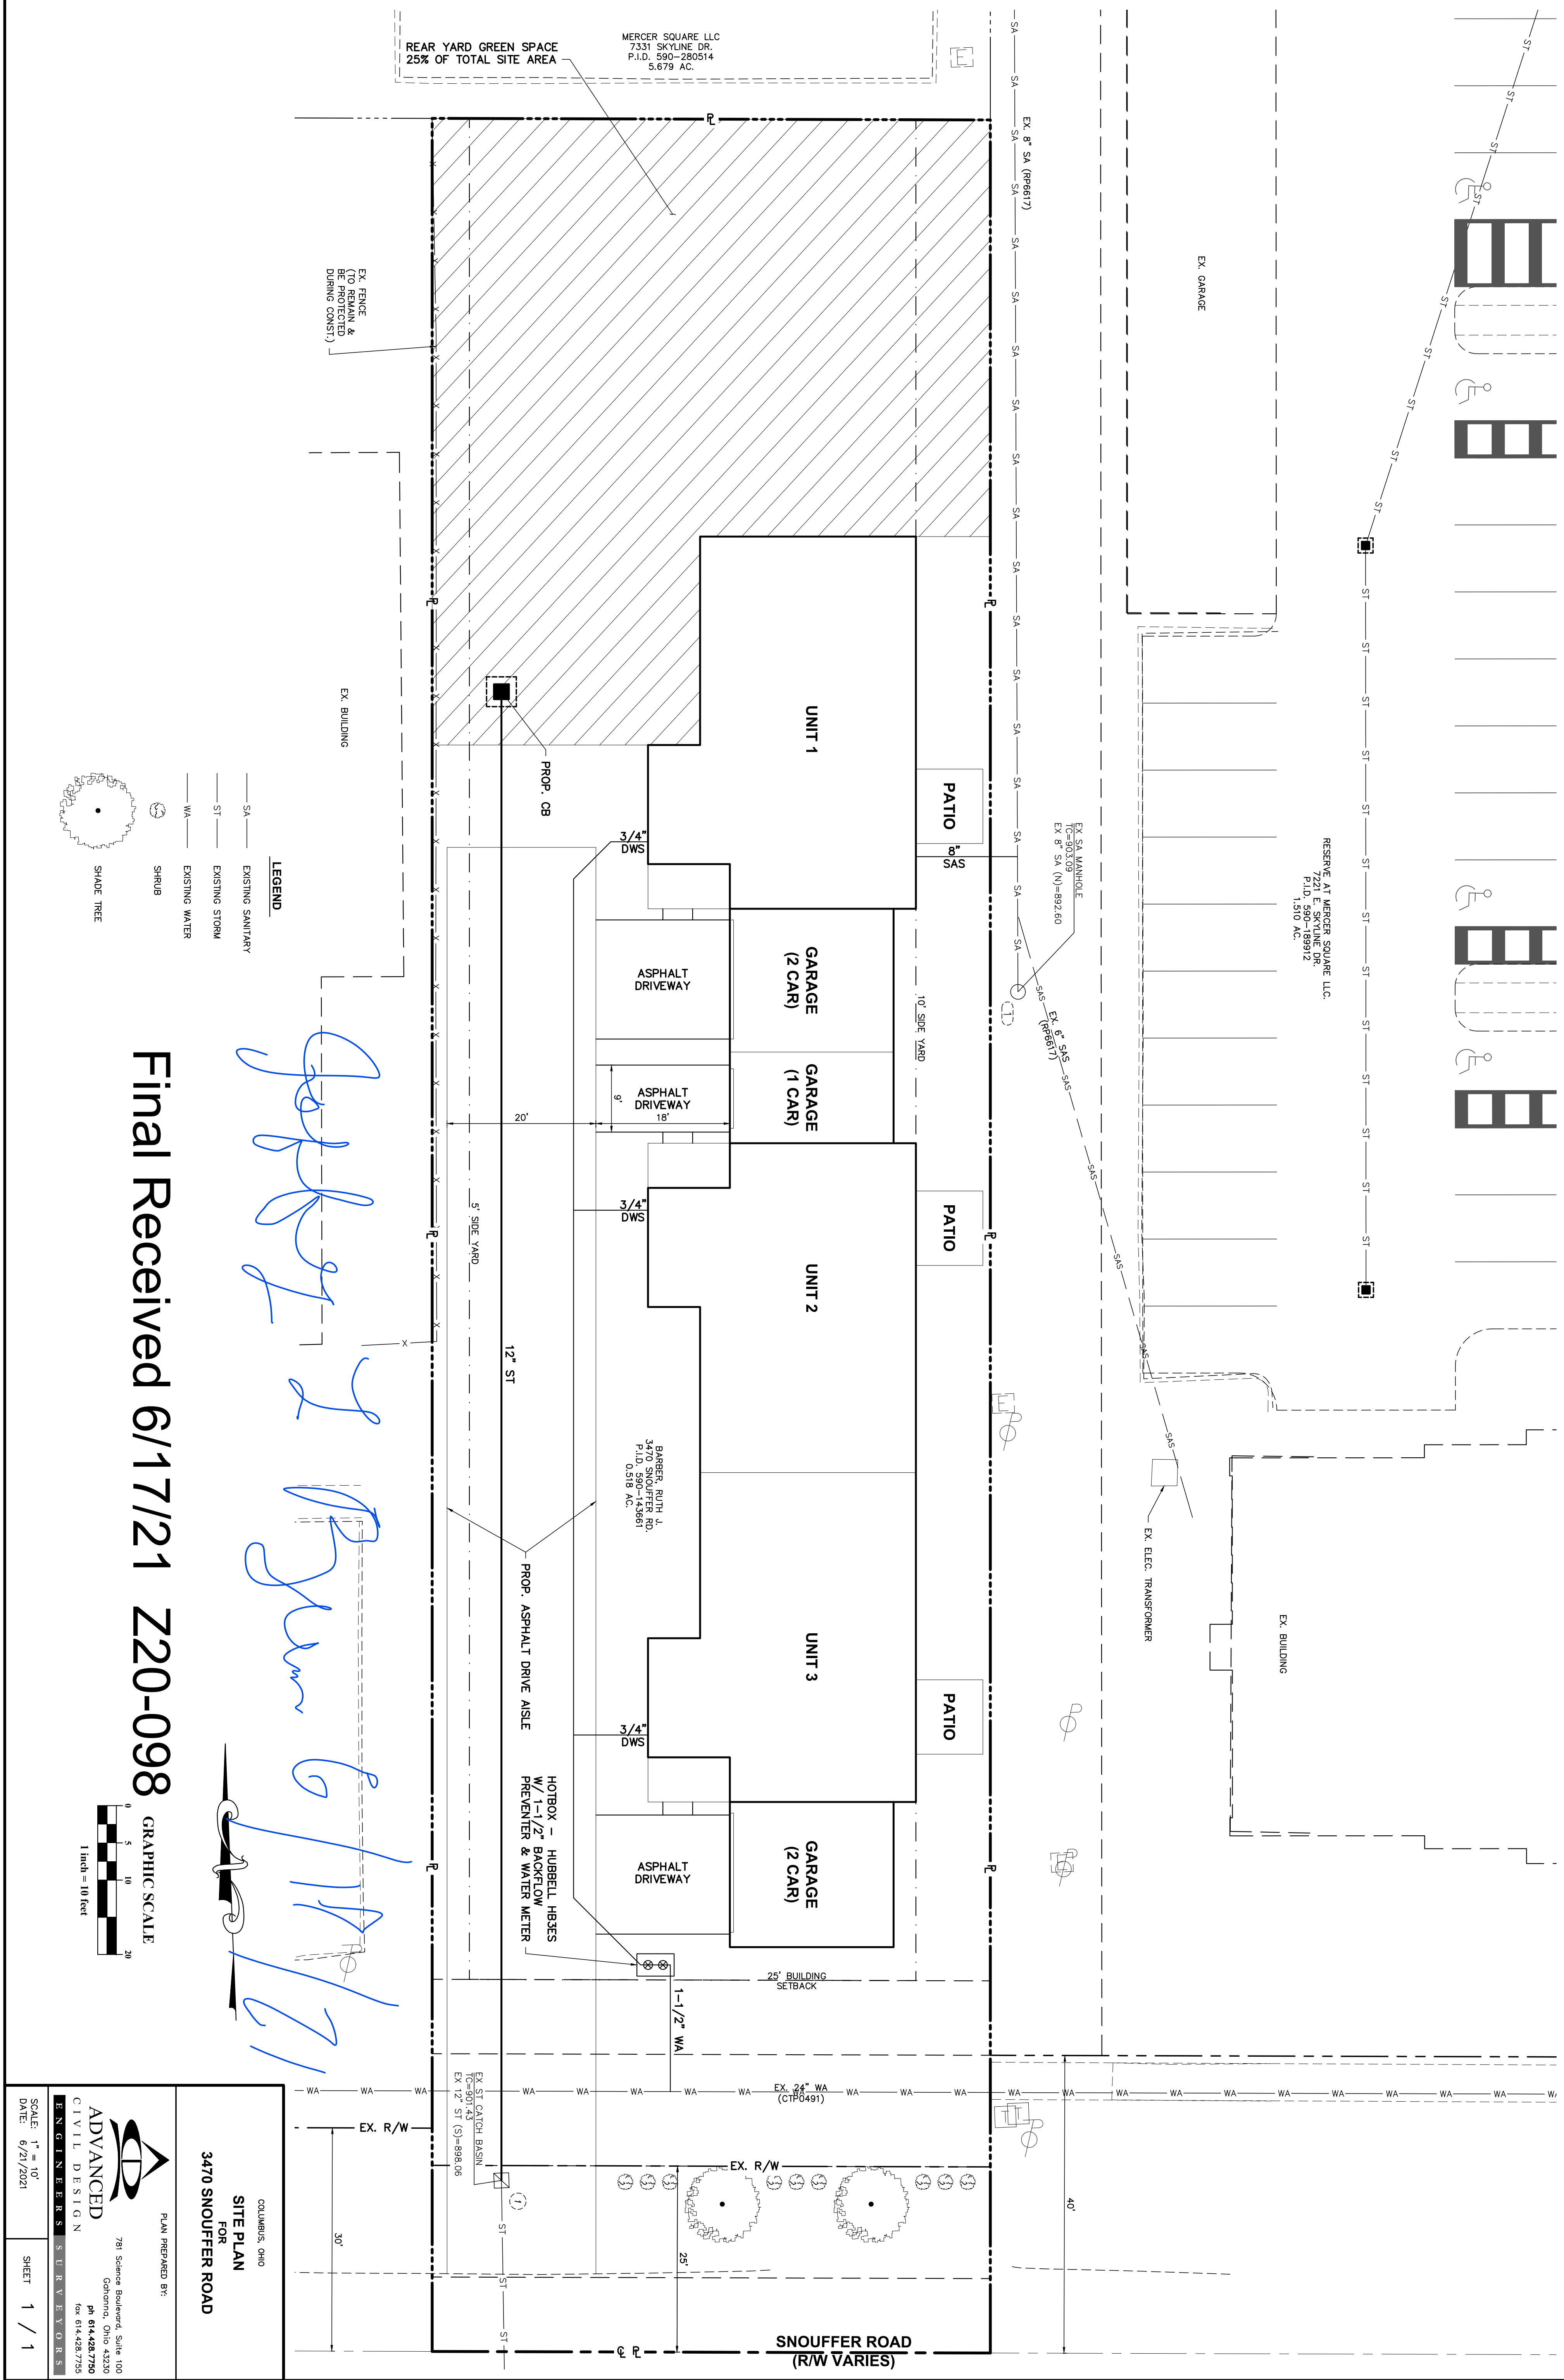 REAR YARD GREEN SPACE
25% OF TOTAL SITE AREA
MERCER SQUARE LLC
7331 SKYLINE DR.
P.I.D. 590-280514
5.679 AC.
E
EX. 8" SA (RP6617)
EX. GARAGE
EX. FENCE
(TO REMAIN &
BE PROTECTED
DURING CONST.)
RESERVE AT MERCER SQUARE LLC.
7221 E. SKYLINE DR.
P.I.D. 590-189912
1.510 AC.
EX. BUILDING
UNIT 1
PATIO
PROP. CB
3/4"
DWS
8"
SAS
EX SA MANHOLE
TC=903.09
EX 8" SA (N)=892.60
EX. 6" SAS
(RP6617)
GARAGE
(2 CAR)
ASPHALT
DRIVEWAY
10' SIDE YARD
GARAGE
(1 CAR)
ASPHALT
DRIVEWAY
9'
18'
20'
3/4"
DWS
UNIT 2
PATIO
5' SIDE YARD
12" ST
BARBER, RUTH J.
3470 SNOUFFER RD.
P.I.D. 590-143661
0.518 AC.
PROP. ASPHALT DRIVE AISLE
UNIT 3
PATIO
3/4"
DWS
EX. ELEC. TRANSFORMER
EX. BUILDING
HOTBOX - HUBBELL HB3ES
W/ 1-1/2" BACKFLOW
PREVENTER & WATER METER
ASPHALT
DRIVEWAY
GARAGE
(2 CAR)
25' BUILDING
SETBACK
1-1/2" WA
EX. 24" WA
(CTP0491)
EX ST CATCH BASIN
TC=901.43
EX 12" ST (S)=898.06
EX. R/W
EX. R/W
30'
25'
40'
SNOUFFER ROAD
(R/W VARIES)
LEGEND
SA EXISTING SANITARY
ST EXISTING STORM
WA EXISTING WATER
SHRUB
SHADE TREE
Final Received 6/17/21 Z20-098
GRAPHIC SCALE
0 5 10 20
1 inch = 10 feet
COLUMBUS, OHIO
SITE PLAN
FOR
3470 SNOUFFER ROAD
PLAN PREPARED BY:
ADVANCED
CIVIL DESIGN
ENGINEERS SURVEYORS
781 Science Boulevard, Suite 100
Gahanna, Ohio 43230
ph 614.428.7750
fax 614.428.7755
SCALE: 1" = 10'
DATE: 6/21/2021
SHEET 1 / 1